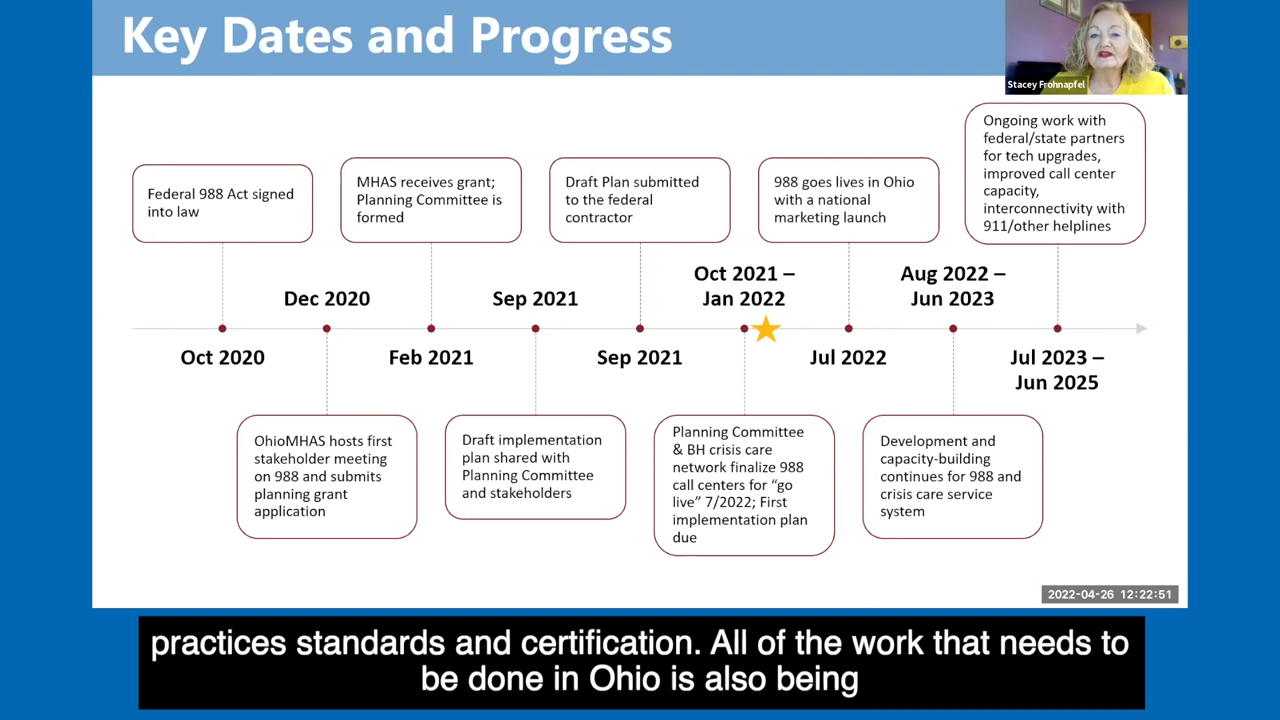 Key Dates and Progress
Stacey Frohnapfel
Federal 988 Act signed
into law
MHAS receives grant;
Planning Committee is
formed
Draft Plan submitted
to the federal
contractor
988 goes lives in Ohio
with a national
marketing launch
Ongoing work with
federal/state partners
for tech upgrades,
improved call center
capacity,
interconnectivity with
911/other helplines
Dec 2020
Sep 2021
Oct 2021 –
Jan 2022
Aug 2022 –
Jun 2023
Oct 2020
Feb 2021
Sep 2021
Jul 2022
Jul 2023 –
Jun 2025
OhioMHAS hosts first
stakeholder meeting
on 988 and submits
planning grant
application
Draft implementation
plan shared with
Planning Committee
and stakeholders
Planning Committee
& BH crisis care
network finalize 988
call centers for “go
live” 7/2022; First
implementation plan
due
Development and
capacity-building
continues for 988 and
crisis care service
system
2022-04-26 12:22:51
practices standards and certification. All of the work that needs to
be done in Ohio is also being